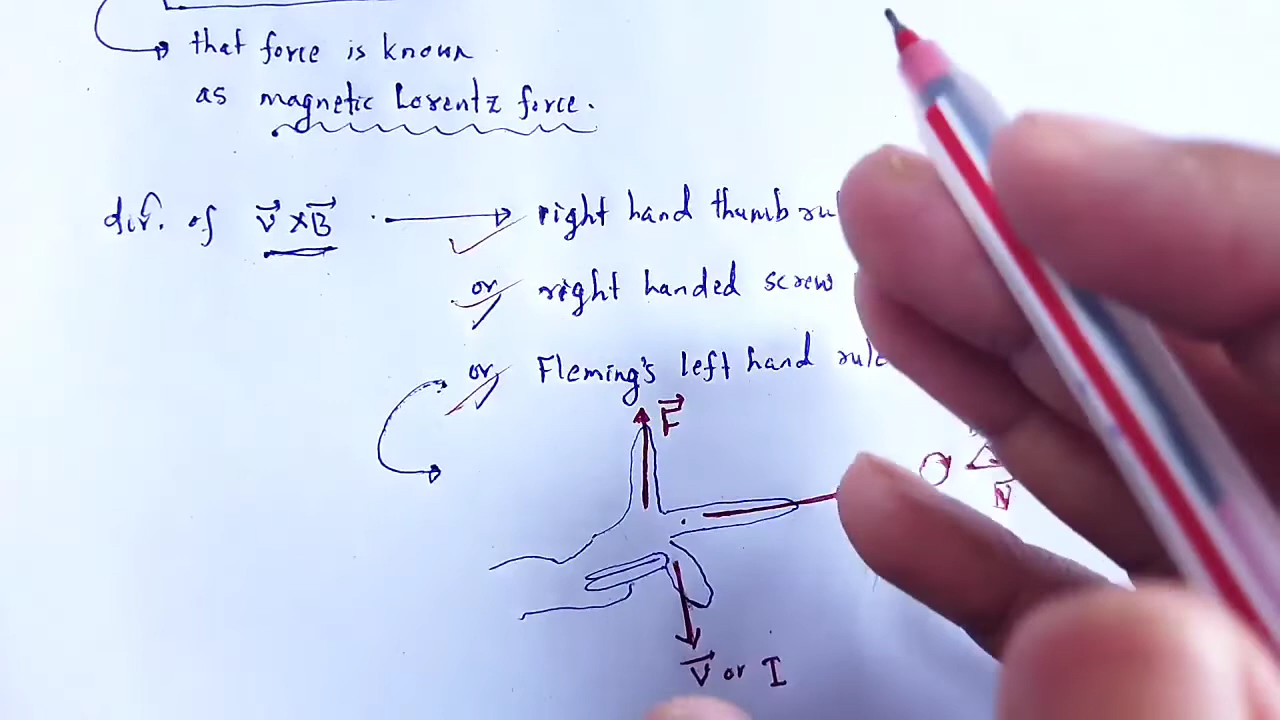 that force is known
as magnetic Lorentz force.
dir. of V⃗ × B⃗ → right hand thumb
or right handed screw
or Fleming's left hand rule
F⃗
V⃗ or I